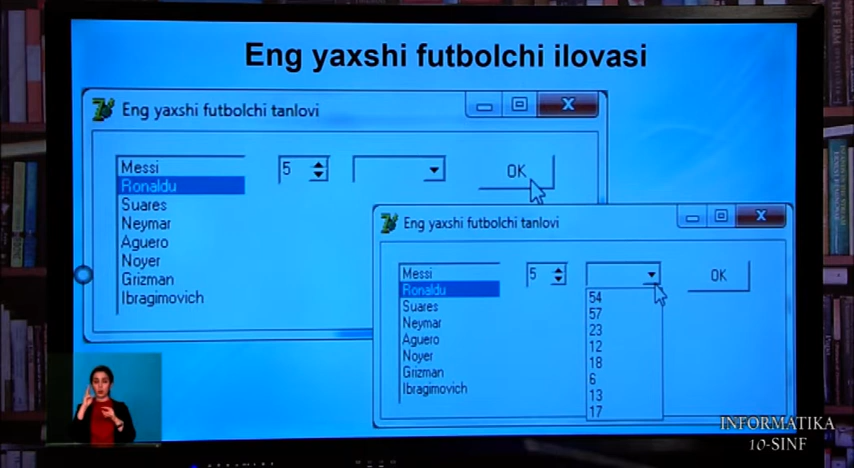 Eng yaxshi futbolchi ilovasi
Eng yaxshi futbolchi tanlovi
Messi
Ronaldu
Suares
Neymar
Aguero
Noyer
Grizman
Ibragimovich
5
OK
Eng yaxshi futbolchi tanlovi
Messi
Ronaldu
Suares
Neymar
Aguero
Noyer
Grizman
Ibragimovich
5
54
57
23
12
18
6
13
17
OK
INFORMATIKA
10-SINF